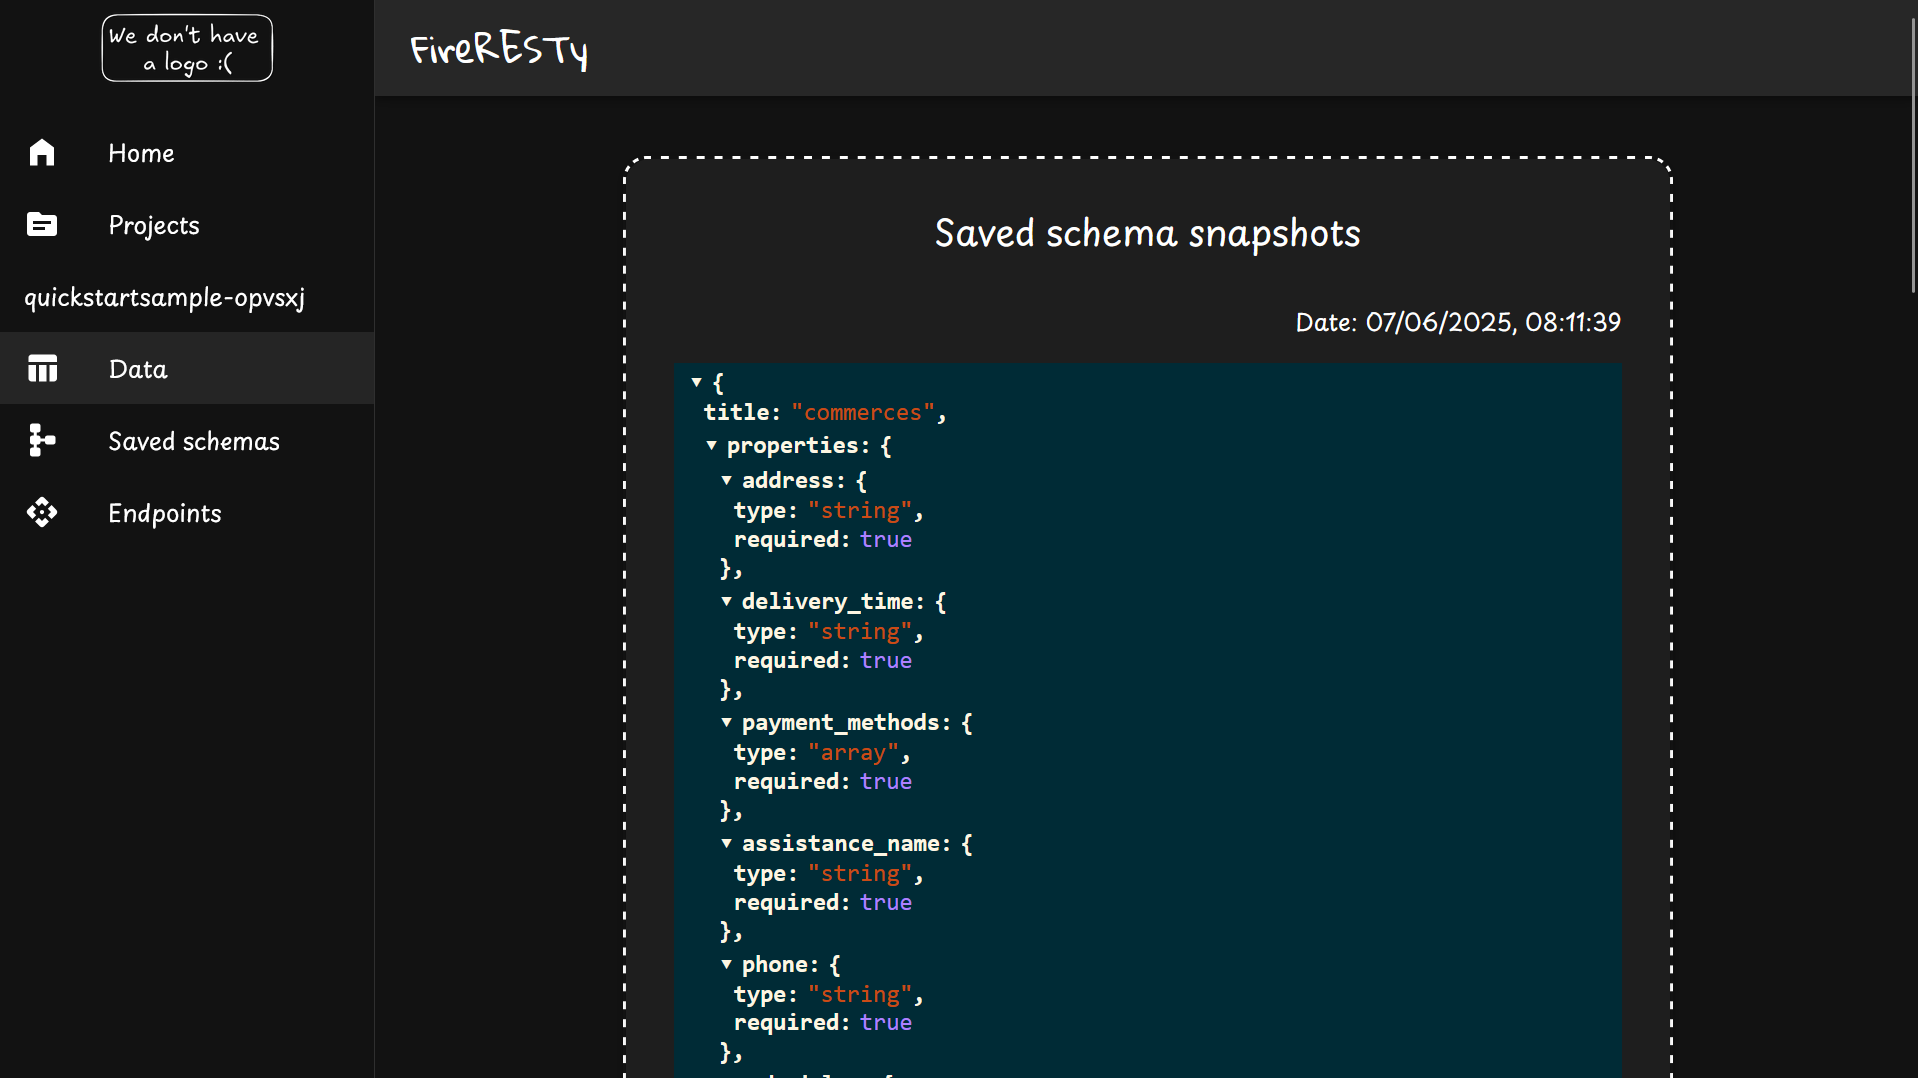 We don't have
a logo :(
FireRESTy
Home
Projects
quickstartsample-opvsxj
Data
Saved schemas
Endpoints
Saved schema snapshots
Date: 07/06/2025, 08:11:39
▼ {
title: "commerces",
▼ properties: {
▼ address: {
type: "string",
required: true
},
▼ delivery_time: {
type: "string",
required: true
},
▼ payment_methods: {
type: "array",
required: true
},
▼ assistance_name: {
type: "string",
required: true
},
▼ phone: {
type: "string",
required: true
},